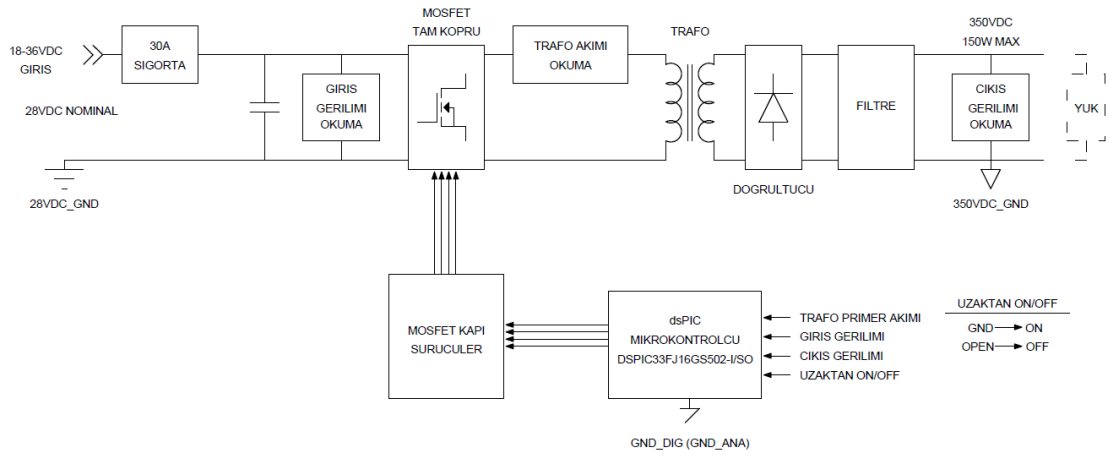 18-36VDC
GIRIS
28VDC NOMINAL
28VDC_GND
30A
SIGORTA
GIRIS
GERILIMI
OKUMA
MOSFET
TAM KOPRU
TRAFO AKIMI
OKUMA
TRAFO
DOGRULTUCU
FILTRE
350VDC
150W MAX
CIKIS
GERILIMI
OKUMA
YUK
350VDC_GND
MOSFET KAPI
SURUCULER
dsPIC
MIKROKONTROLCU
DSPIC33FJ16GS502-I/SO
TRAFO PRIMER AKIMI
GIRIS GERILIMI
CIKIS GERILIMI
UZAKTAN ON/OFF
GND_DIG (GND_ANA)
UZAKTAN ON/OFF
GND ON
OPEN OFF